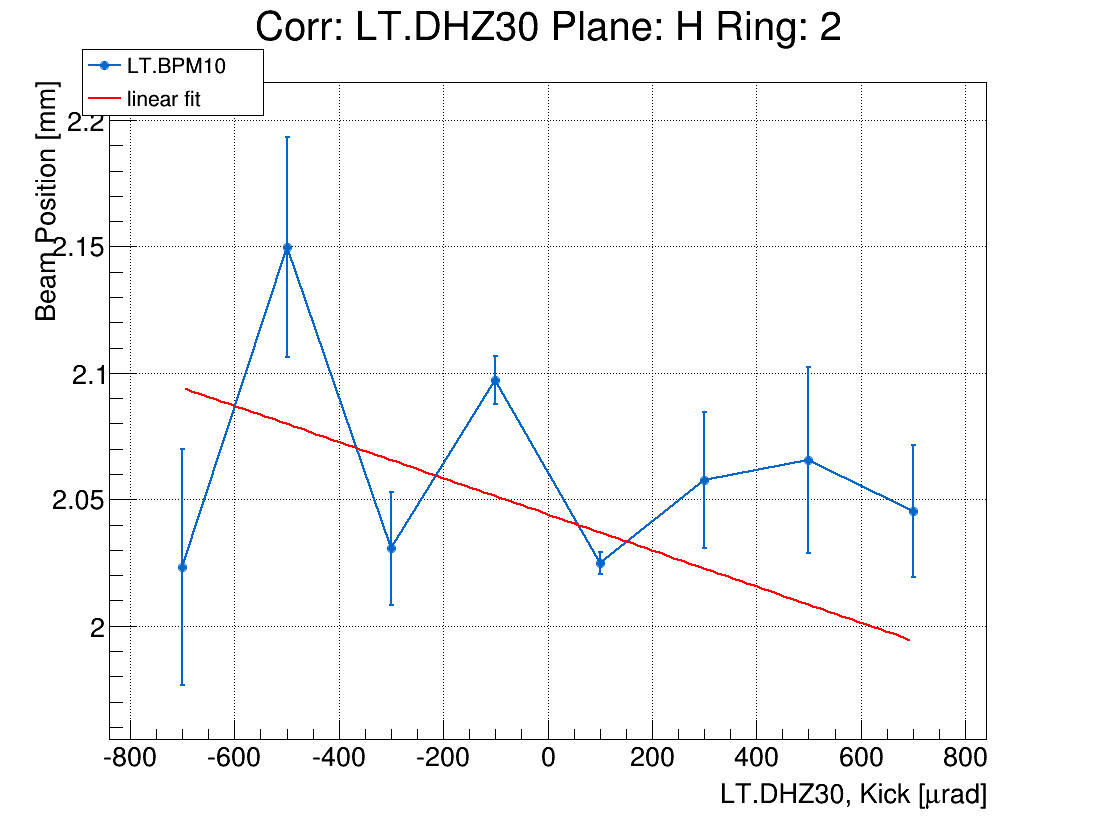 Corr: LT.DHZ30 Plane: H Ring: 2
LT.BPM10
linear fit
Beam Position [mm]
2.2
2.15
2.1
2.05
2
-800 -600 -400 -200 0 200 400 600 800
LT.DHZ30, Kick [μrad]